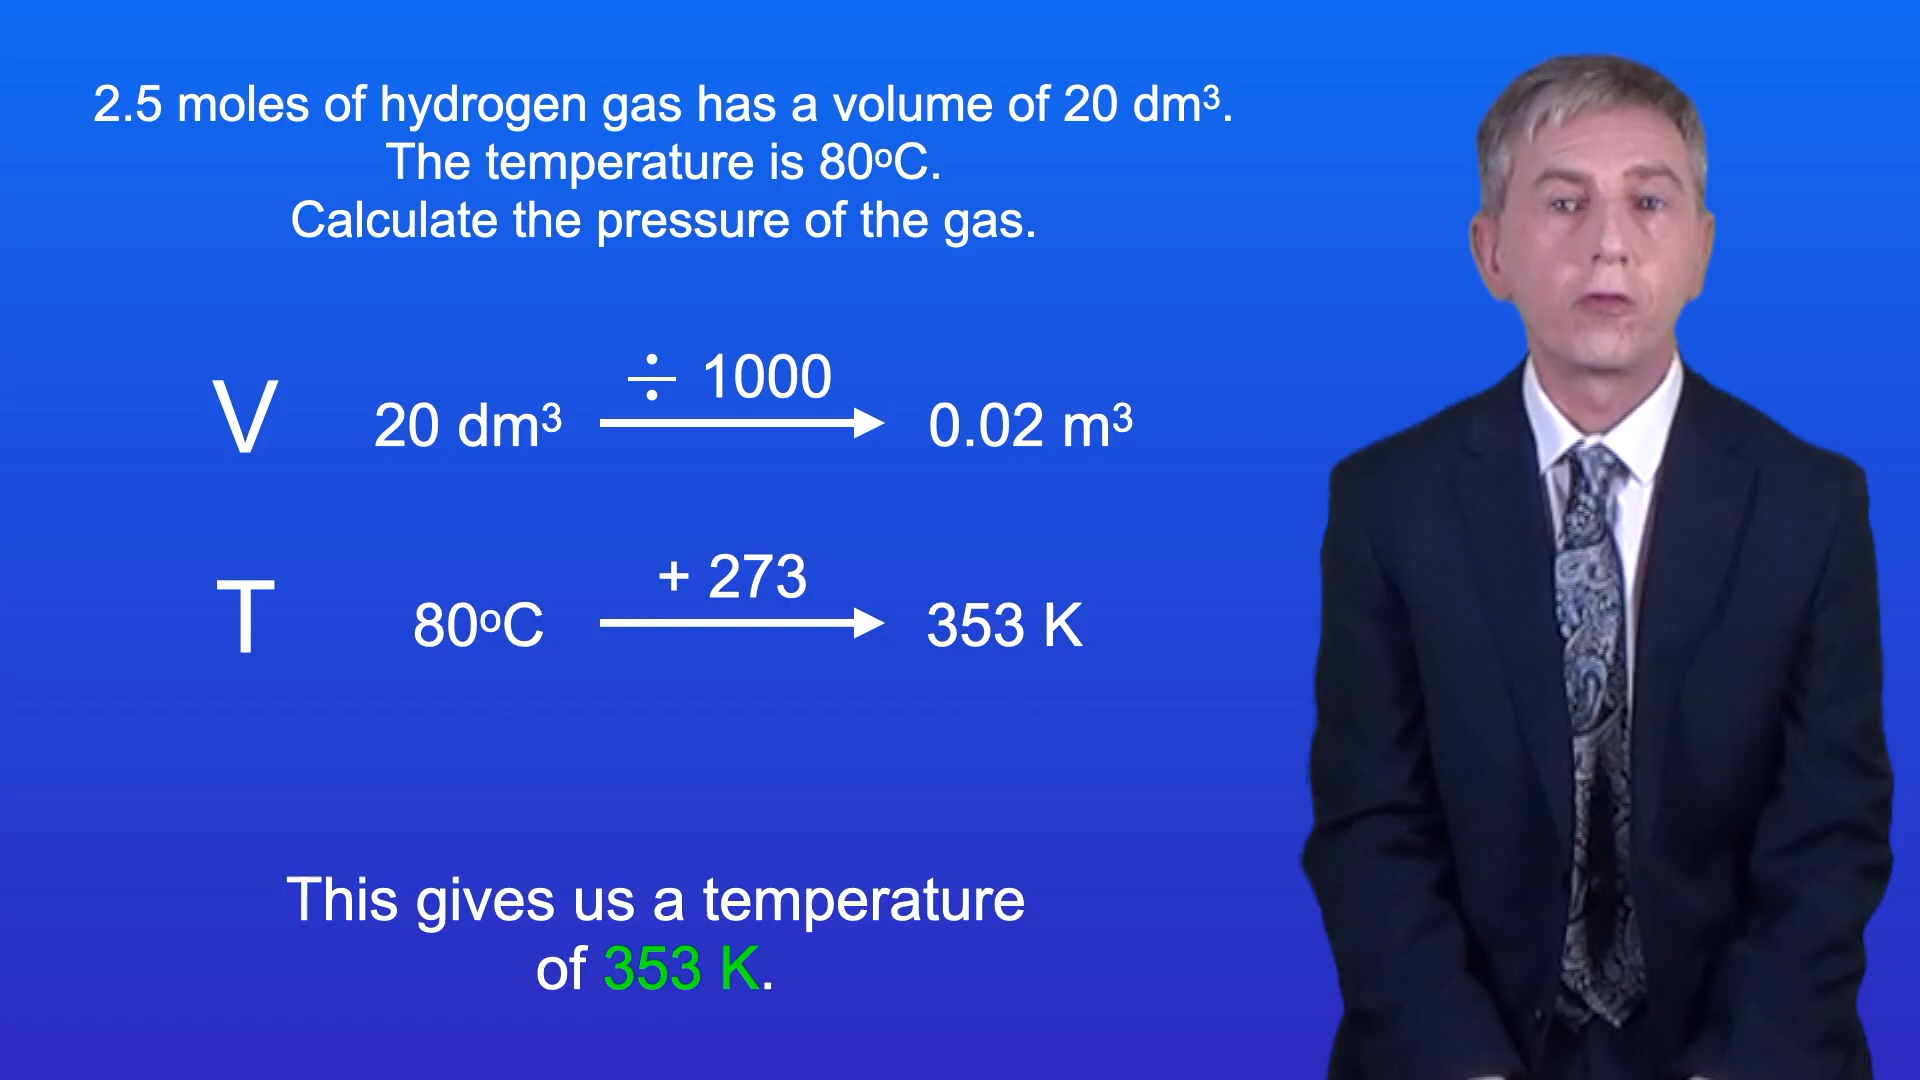 2.5 moles of hydrogen gas has a volume of 20 dm³.
The temperature is 80ºC.
Calculate the pressure of the gas.
V 20 dm³ ÷ 1000 0.02 m³
T 80ºC + 273 353 K
This gives us a temperature
of 353 K.